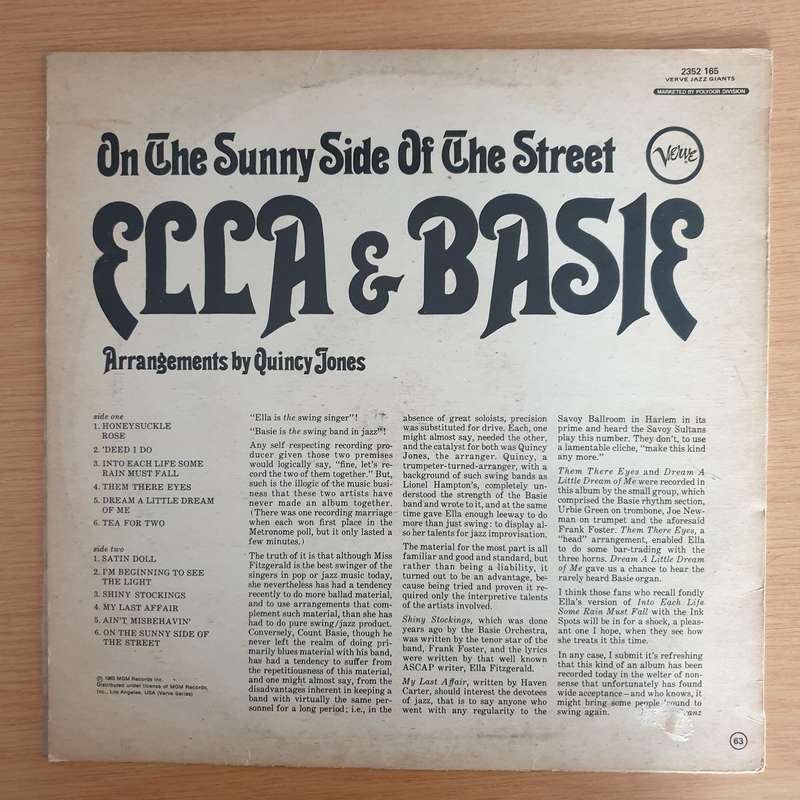 2352 165
VERVE JAZZ GIANTS
MARKETED BY POLYDOR DIVISION
On The Sunny Side Of The Street
Verve
ELLA & BASIE
Arrangements by Quincy Jones
side one
1. HONEYSUCKLE
ROSE
2. 'DEED I DO
3. INTO EACH LIFE SOME
RAIN MUST FALL
4. THEM THERE EYES
5. DREAM A LITTLE DREAM
OF ME
6. TEA FOR TWO
side two
1. SATIN DOLL
2. I'M BEGINNING TO SEE
THE LIGHT
3. SHINY STOCKINGS
4. MY LAST AFFAIR
5. AIN'T MISBEHAVIN'
6. ON THE SUNNY SIDE OF
THE STREET
℗ 1963 MGM Records Inc.
Distributed under license of MGM Records,
Inc., Los Angeles, USA (Verve Series)
"Ella is the swing singer"!
"Basie is the swing band in jazz"!
Any self respecting recording pro-
ducer given those two premises
would logically say, "fine, let's re-
cord the two of them together." But,
such is the illogic of the music busi-
ness that these two artists have
never made an album together.
(There was one recording marriage
when each won first place in the
Metronome poll, but it only lasted a
few minutes.)
The truth of it is that although Miss
Fitzgerald is the best swinger of the
singers in pop or jazz music today,
she nevertheless has had a tendency
recently to do more ballad material,
and to use arrangements that com-
plement such material, than she has
had to do pure swing/jazz product.
Conversely, Count Basie, though he
never left the realm of doing pri-
marily blues material with his band,
has had a tendency to suffer from
the repetitiousness of this material,
and one might almost say, from the
disadvantages inherent in keeping a
band with virtually the same per-
sonnel for a long period; i.e., in the
absence of great soloists, precision
was substituted for drive. Each, one
might almost say, needed the other,
and the catalyst for both was Quincy
Jones, the arranger. Quincy, a
trumpeter-turned-arranger, with a
background of such swing bands as
Lionel Hampton's, completely un-
derstood the strength of the Basie
band and wrote to it, and at the same
time gave Ella enough leeway to do
more than just swing: to display al-
so her talents for jazz improvisation.
The material for the most part is all
familiar and good and standard, but
rather than being a liability, it
turned out to be an advantage, be-
cause being tried and proven it re-
quired only the interpretive talents
of the artists involved.
Shiny Stockings, which was done
years ago by the Basie Orchestra,
was written by the tenor star of the
band, Frank Foster, and the lyrics
were written by that well known
ASCAP writer, Ella Fitzgerald.
My Last Affair, written by Haven
Carter, should interest the devotees
of jazz, that is to say anyone who
went with any regularity to the
Savoy Ballroom in Harlem in its
prime and heard the Savoy Sultans
play this number. They don't, to use
a lamentable cliche, "make this kind
any more."
Them There Eyes and Dream A
Little Dream of Me were recorded in
this album by the small group, which
comprised the Basie rhythm section,
Urbie Green on trombone, Joe New-
man on trumpet and the aforesaid
Frank Foster. Them There Eyes, a
"head" arrangement, enabled Ella
to do some bar-trading with the
three horns. Dream A Little Dream
of Me gave us a chance to hear the
rarely heard Basie organ.
I think those fans who recall fondly
Ella's version of Into Each Life
Some Rain Must Fall with the Ink
Spots will be in for a shock, a pleas-
ant one I hope, when they see how
she treats it this time.
In any case, I submit it's refreshing
that this kind of an album has been
recorded today in the welter of non-
sense that unfortunately has found
wide acceptance—and who knows, it
might bring some people 'round to
swing again.
63